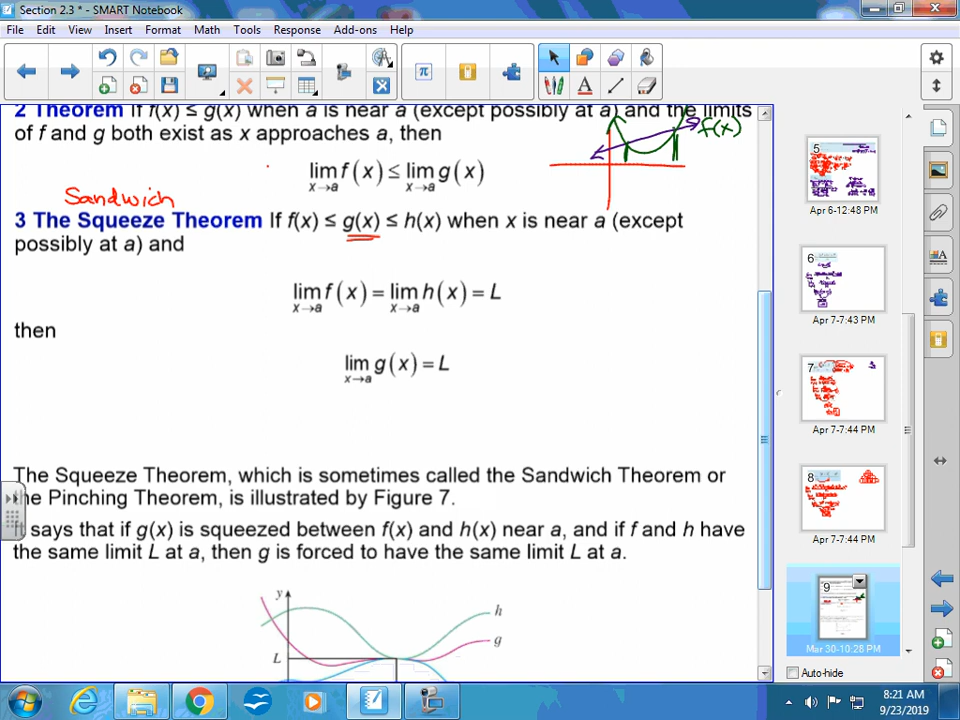 Section 2.3 * - SMART Notebook
File Edit View Insert Format Math Tools Response Add-ons Help
2 Theorem If f(x) ≤ g(x) when a is near a (except possibly at a) and the limits
of f and g both exist as x approaches a, then
f(x)
lim f(x) ≤ lim g(x)
x→a x→a
Sandwich
3 The Squeeze Theorem If f(x) ≤ g(x) ≤ h(x) when x is near a (except
possibly at a) and
lim f(x) = lim h(x) = L
x→a x→a
then
lim g(x) = L
x→a
The Squeeze Theorem, which is sometimes called the Sandwich Theorem or
the Pinching Theorem, is illustrated by Figure 7.
It says that if g(x) is squeezed between f(x) and h(x) near a, and if f and h have
the same limit L at a, then g is forced to have the same limit L at a.
y
h
g
L
5
Apr 6-12:48 PM
6
Apr 7-7:43 PM
7
Apr 7-7:44 PM
8
Apr 7-7:44 PM
9
Mar 30-10:28 PM
Auto-hide
8:21 AM
9/23/2019